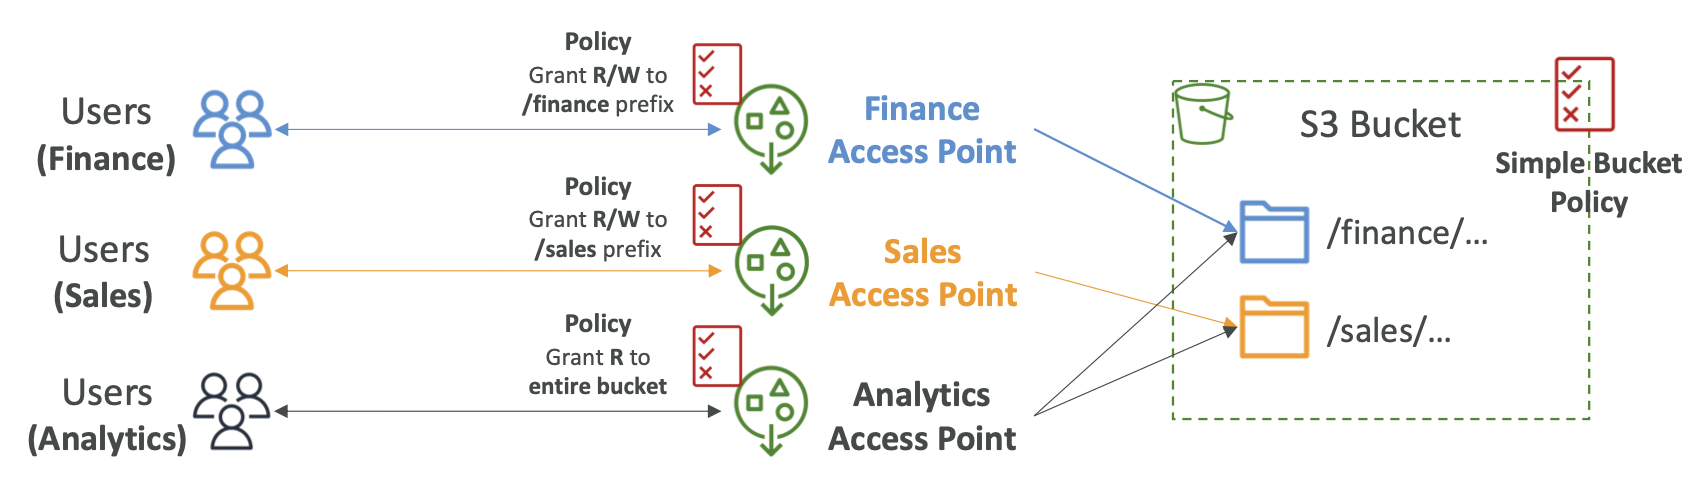 Users
(Finance)
Policy
Grant R/W to
/finance prefix
Finance
Access Point
Users
(Sales)
Policy
Grant R/W to
/sales prefix
Sales
Access Point
Users
(Analytics)
Policy
Grant R to
entire bucket
Analytics
Access Point
S3 Bucket
Simple Bucket
Policy
/finance/...
/sales/...